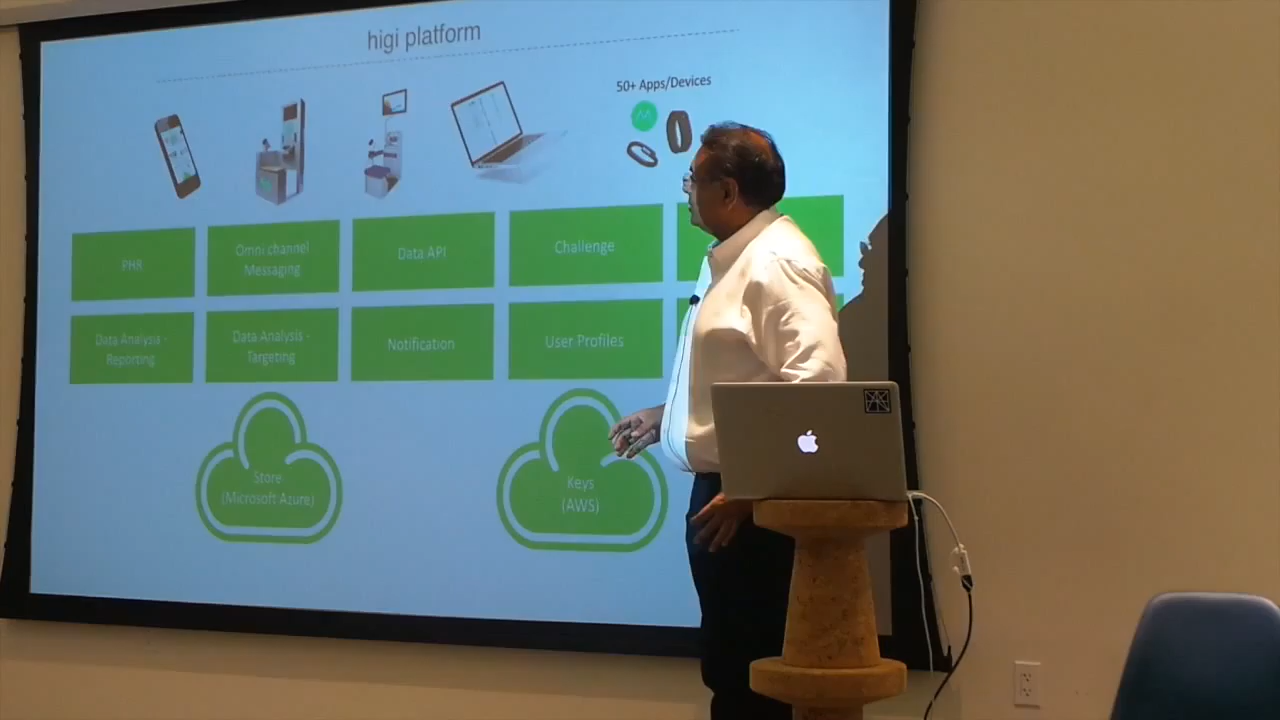 higi platform
50+ Apps/Devices
PHR
Omni channel
Messaging
Data API
Challenge
Data Analysis -
Reporting
Data Analysis -
Targeting
Notification
User Profiles
Store
(Microsoft Azure)
Keys
(AWS)